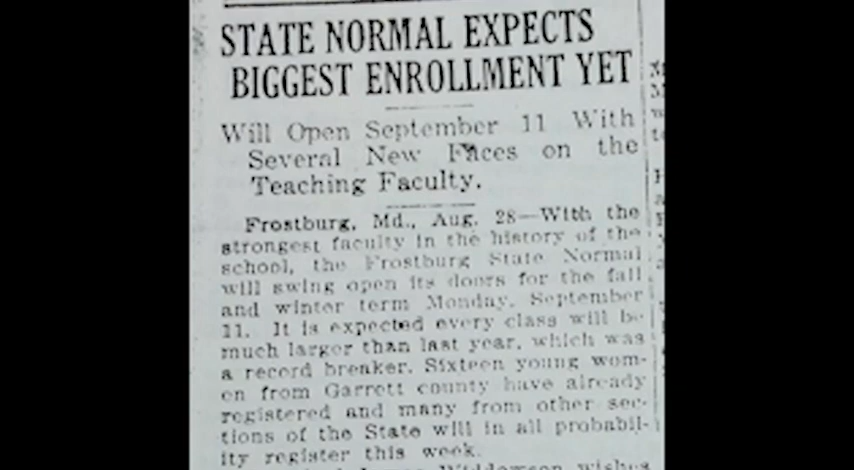 STATE NORMAL EXPECTS
BIGGEST ENROLLMENT YET
Will Open September 11 With
Several New Faces on the
Teaching Faculty.
Frostburg, Md., Aug. 28—With the
strongest faculty in the history of the
school, the Frostburg State Normal
will swing open its doors for the fall
and winter term Monday, September
11. It is expected every class will be
much larger than last year, which was
a record breaker. Sixteen young wom-
en from Garrett county have already
registered and many from other sec-
tions of the State will in all probabil-
ity register this week.
wishes